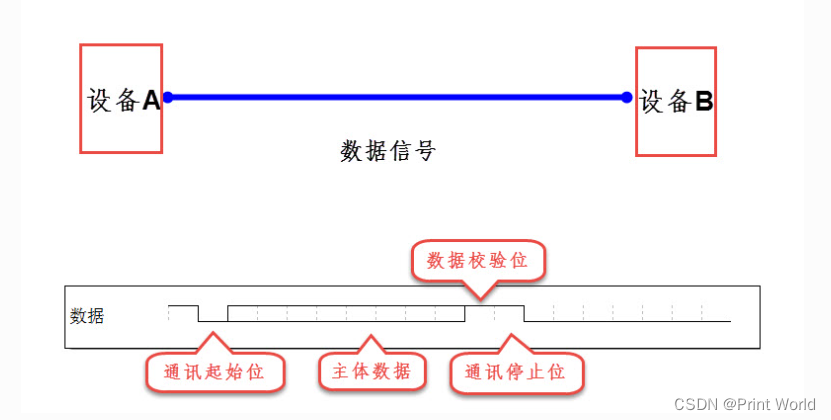 设备A
设备B
数据信号
数据校验位
数据
通讯起始位
主体数据
通讯停止位
CSDN @Print World